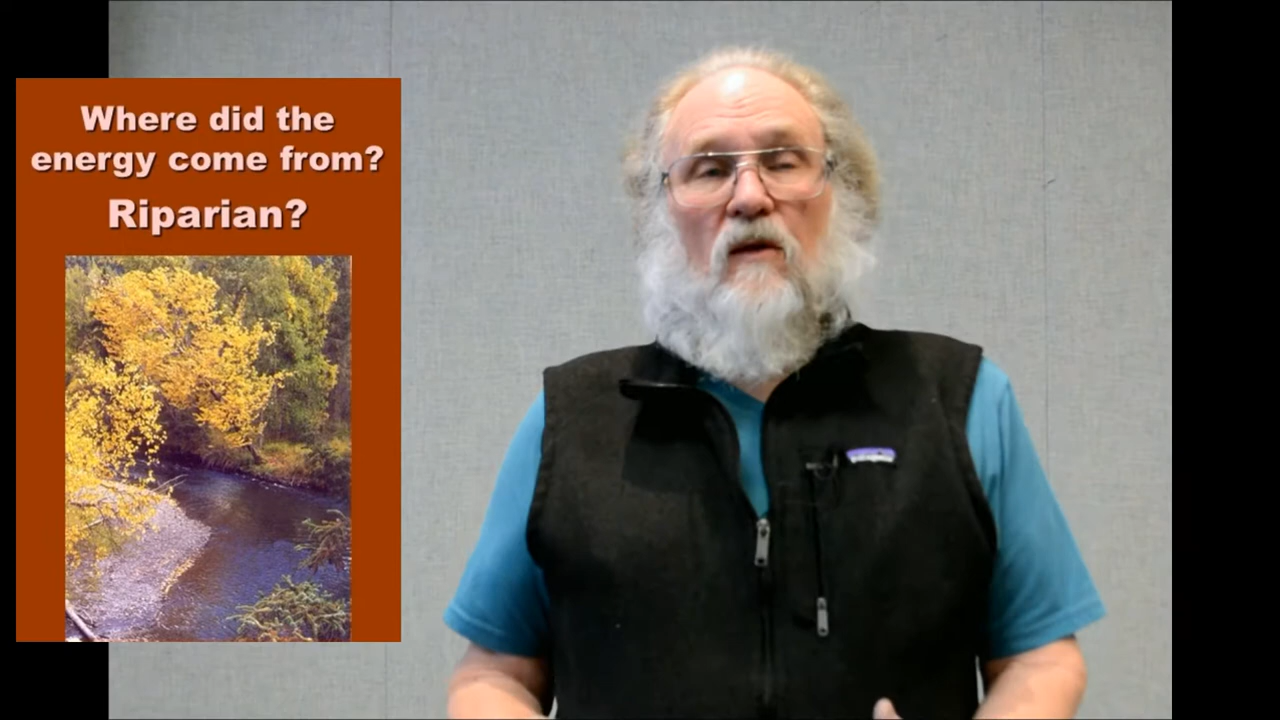 Where did the
energy come from?
Riparian?